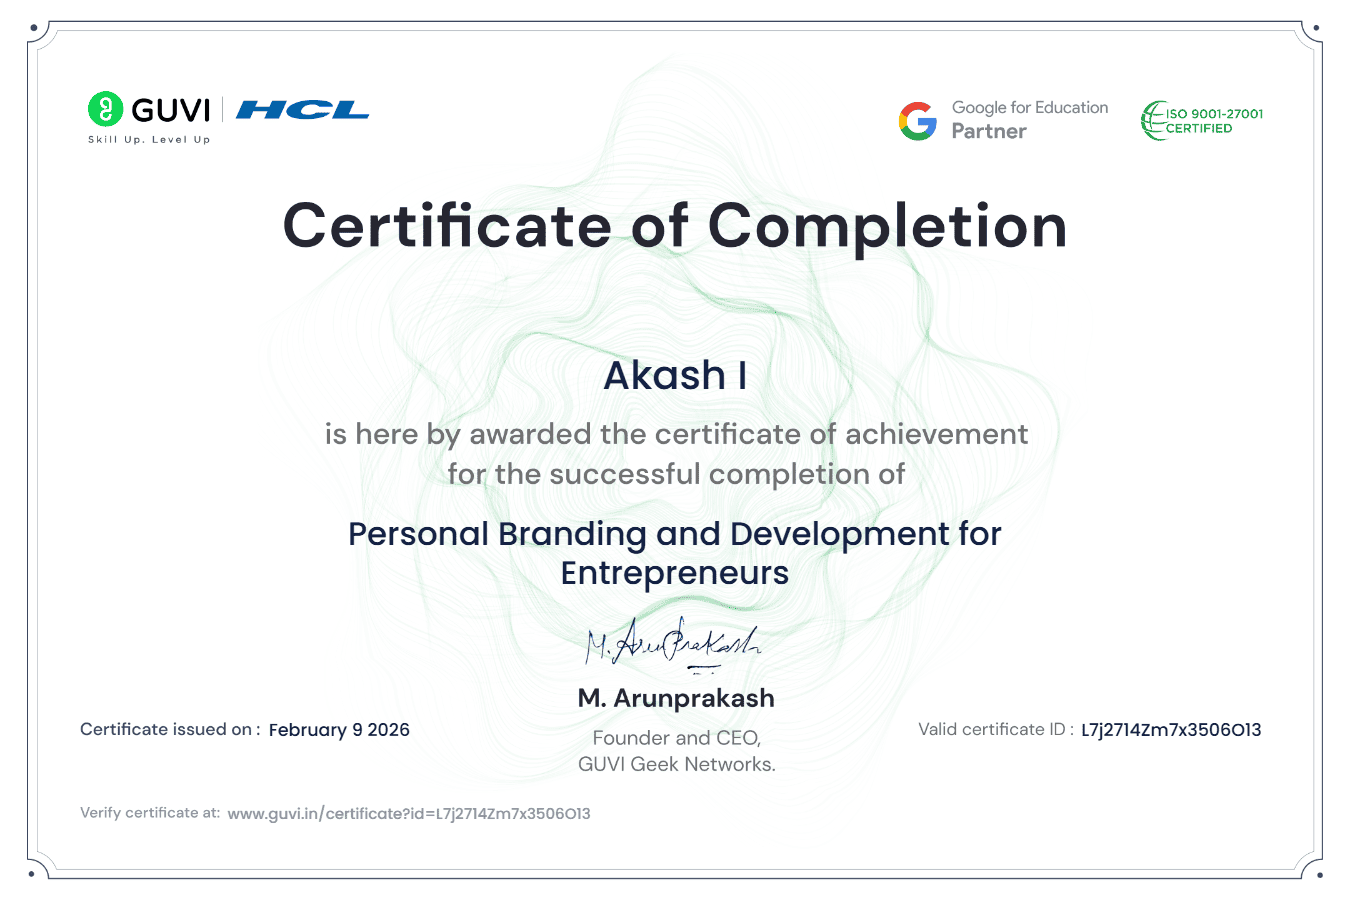 GUVI HCL
Skill Up. Level Up
Google for Education
Partner
ISO 9001-27001
CERTIFIED
Certificate of Completion
Akash I
is here by awarded the certificate of achievement
for the successful completion of
Personal Branding and Development for
Entrepreneurs
M. Arunprakash
M. Arunprakash
Founder and CEO,
GUVI Geek Networks.
Certificate issued on : February 9 2026
Valid certificate ID : L7j2714Zm7x3506O13
Verify certificate at: www.guvi.in/certificate?id=L7j2714Zm7x3506O13